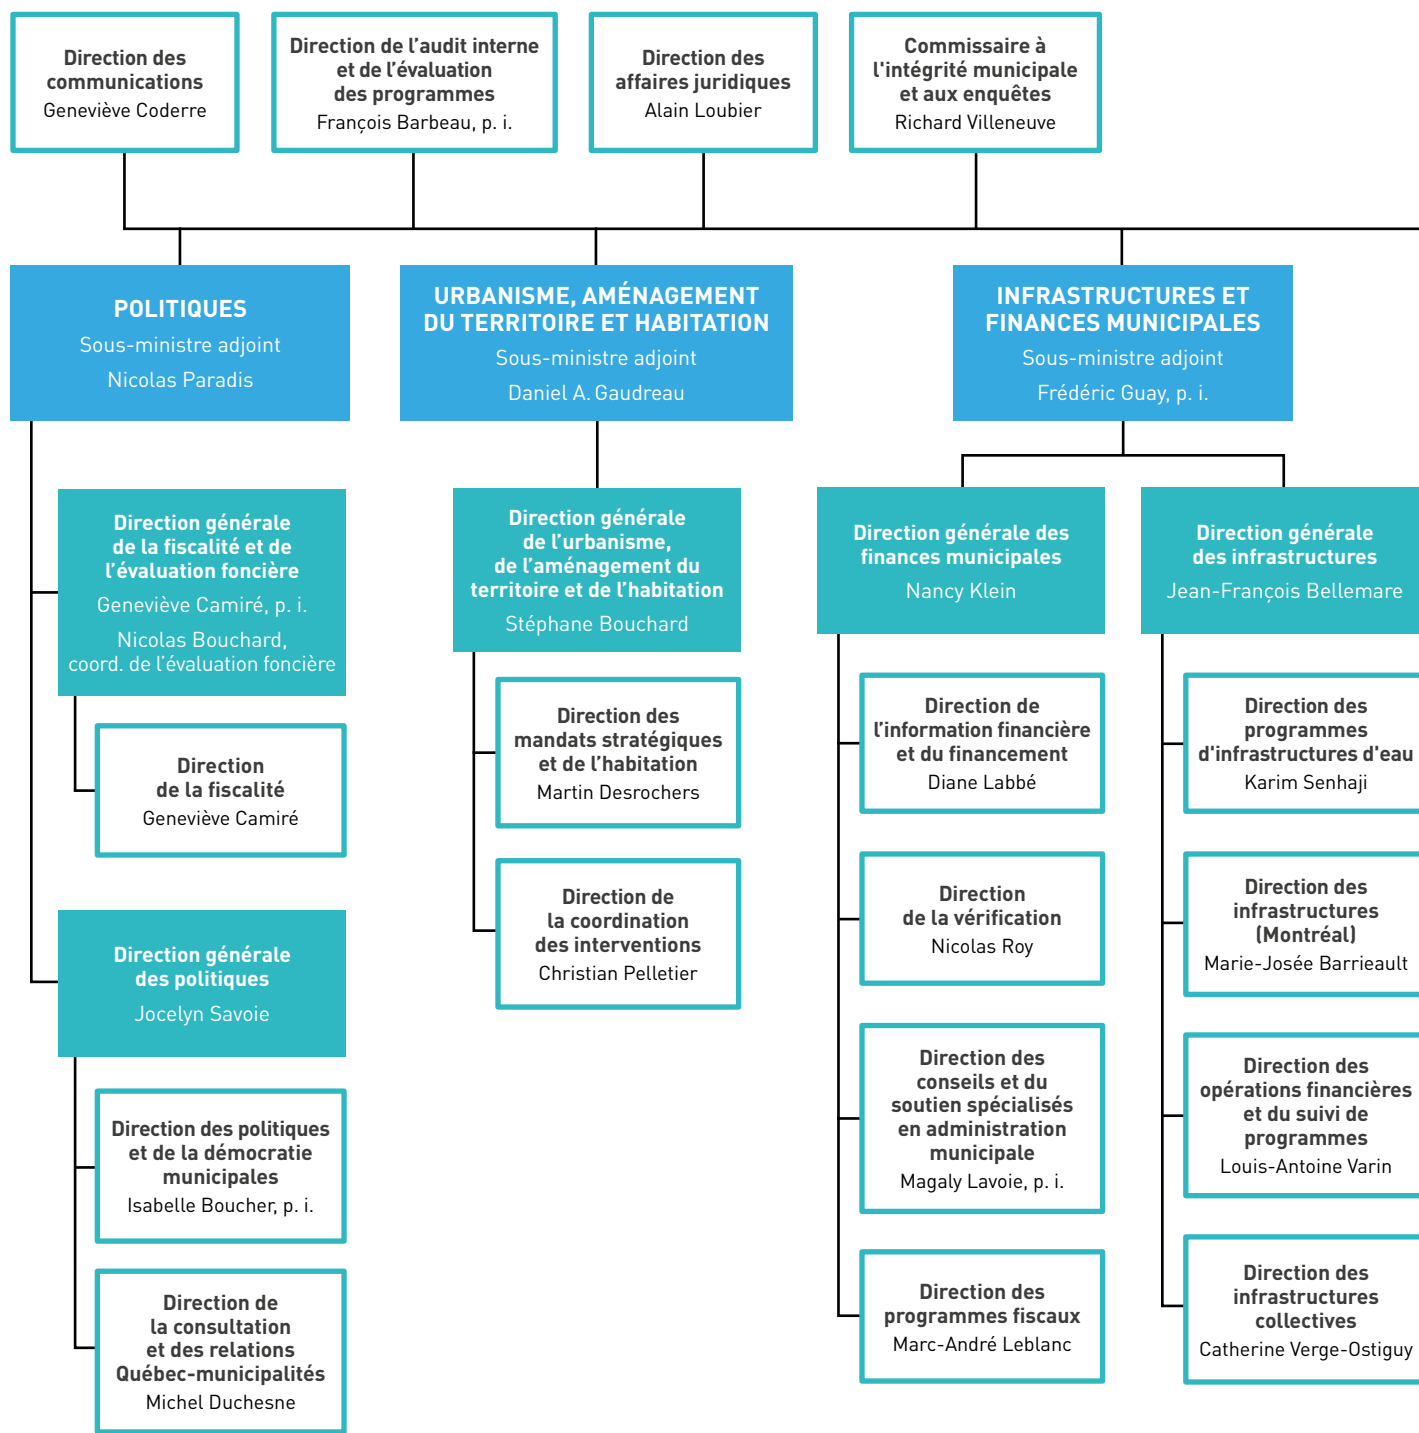 Direction des
communications
Geneviève Coderre
Direction de l’audit interne
et de l’évaluation
des programmes
François Barbeau, p. i.
Direction des
affaires juridiques
Alain Loubier
Commissaire à
l'intégrité municipale
et aux enquêtes
Richard Villeneuve
POLITIQUES
Sous-ministre adjoint
Nicolas Paradis
URBANISME, AMÉNAGEMENT
DU TERRITOIRE ET HABITATION
Sous-ministre adjoint
Daniel A. Gaudreau
INFRASTRUCTURES ET
FINANCES MUNICIPALES
Sous-ministre adjoint
Frédéric Guay, p. i.
Direction générale
de la fiscalité et de
l’évaluation foncière
Geneviève Camiré, p. i.
Nicolas Bouchard,
coord. de l’évaluation foncière
Direction
de la fiscalité
Geneviève Camiré
Direction générale
des politiques
Jocelyn Savoie
Direction des politiques
et de la démocratie
municipales
Isabelle Boucher, p. i.
Direction de
la consultation
et des relations
Québec-municipalités
Michel Duchesne
Direction générale
de l’urbanisme,
de l’aménagement du
territoire et de l’habitation
Stéphane Bouchard
Direction des
mandats stratégiques
et de l’habitation
Martin Desrochers
Direction de
la coordination
des interventions
Christian Pelletier
Direction générale des
finances municipales
Nancy Klein
Direction de
l’information financière
et du financement
Diane Labbé
Direction
de la vérification
Nicolas Roy
Direction des
conseils et du
soutien spécialisés
en administration
municipale
Magaly Lavoie, p. i.
Direction des
programmes fiscaux
Marc-André Leblanc
Direction générale
des infrastructures
Jean-François Bellemare
Direction des
programmes
d'infrastructures d'eau
Karim Senhaji
Direction des
infrastructures
(Montréal)
Marie-Josée Barrieault
Direction des
opérations financières
et du suivi de
programmes
Louis-Antoine Varin
Direction des
infrastructures
collectives
Catherine Verge-Ostiguy